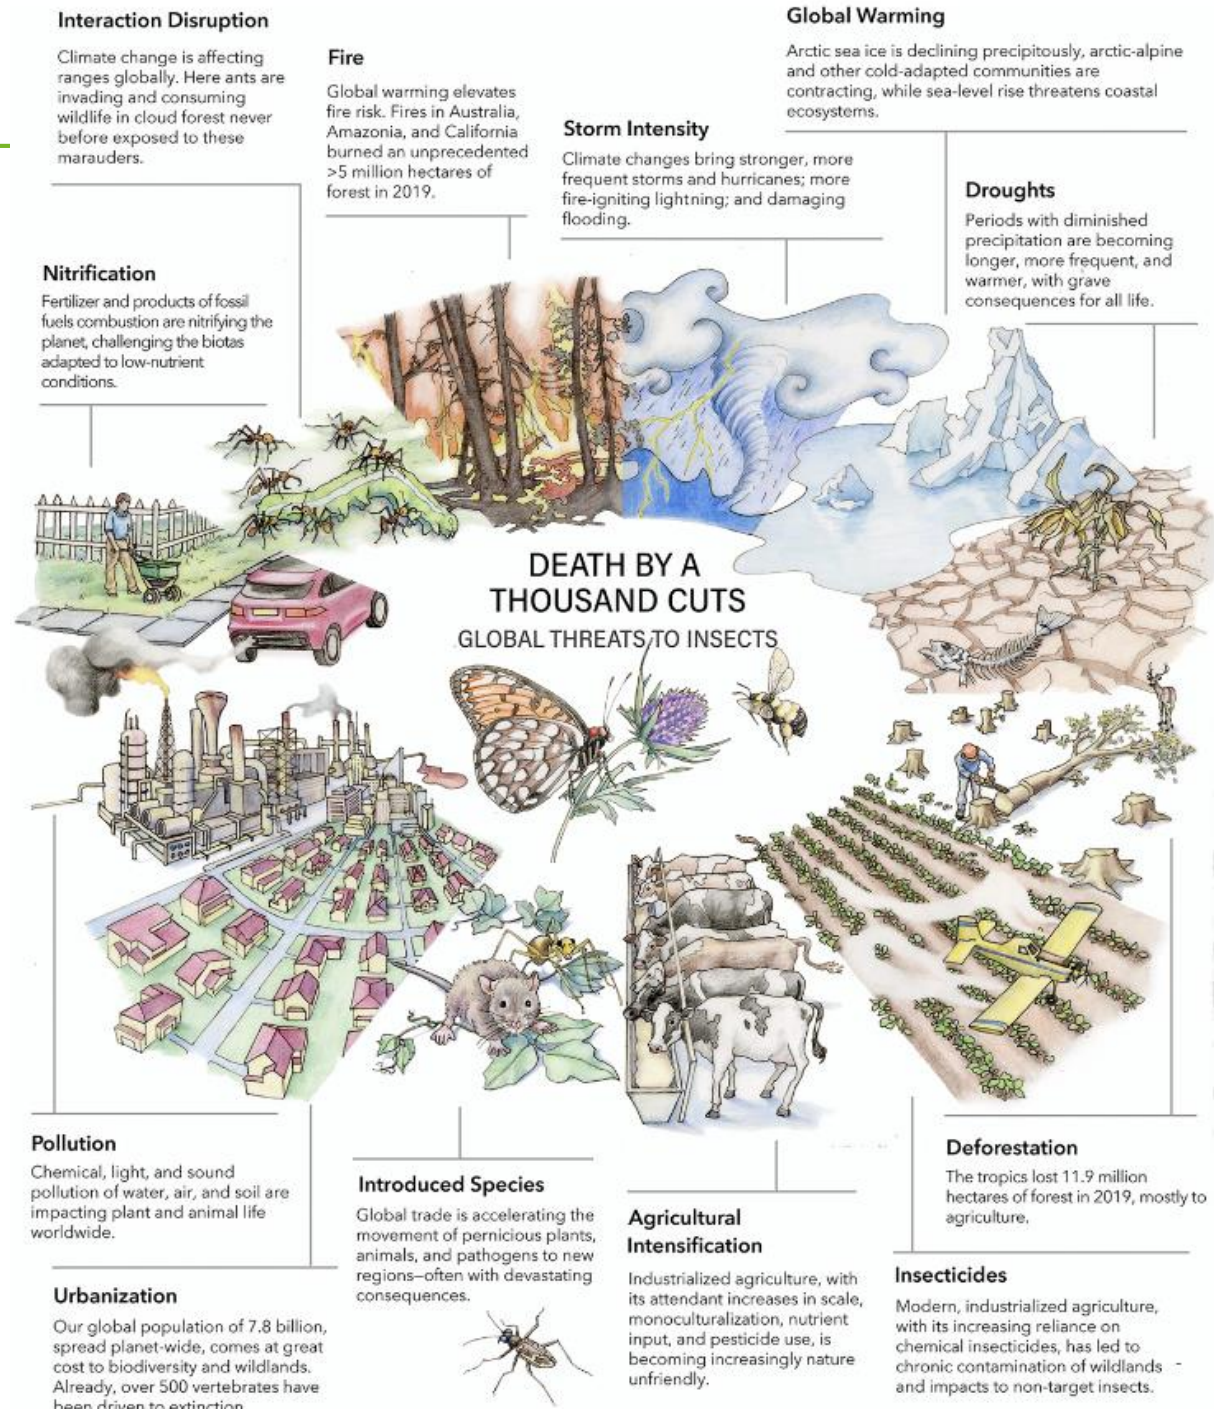 Interaction Disruption
Climate change is affecting
ranges globally. Here ants are
invading and consuming
wildlife in cloud forest never
before exposed to these
marauders.
Fire
Global warming elevates
fire risk. Fires in Australia,
Amazonia, and California
burned an unprecedented
>5 million hectares of
forest in 2019.
Storm Intensity
Climate changes bring stronger, more
frequent storms and hurricanes; more
fire-igniting lightning; and damaging
flooding.
Global Warming
Arctic sea ice is declining precipitously, arctic-alpine
and other cold-adapted communities are
contracting, while sea-level rise threatens coastal
ecosystems.
Droughts
Periods with diminished
precipitation are becoming
longer, more frequent, and
warmer, with grave
consequences for all life.
Nitrification
Fertilizer and products of fossil
fuels combustion are nitrifying the
planet, challenging the biotas
adapted to low-nutrient
conditions.
DEATH BY A
THOUSAND CUTS
GLOBAL THREATS TO INSECTS
Pollution
Chemical, light, and sound
pollution of water, air, and soil are
impacting plant and animal life
worldwide.
Urbanization
Our global population of 7.8 billion,
spread planet-wide, comes at great
cost to biodiversity and wildlands.
Already, over 500 vertebrates have
been driven to extinction
Introduced Species
Global trade is accelerating the
movement of pernicious plants,
animals, and pathogens to new
regions—often with devastating
consequences.
Agricultural
Intensification
Industrialized agriculture, with
its attendant increases in scale,
monoculturalization, nutrient
input, and pesticide use, is
becoming increasingly nature
unfriendly.
Deforestation
The tropics lost 11.9 million
hectares of forest in 2019, mostly to
agriculture.
Insecticides
Modern, industrialized agriculture,
with its increasing reliance on
chemical insecticides, has led to
chronic contamination of wildlands
and impacts to non-target insects.